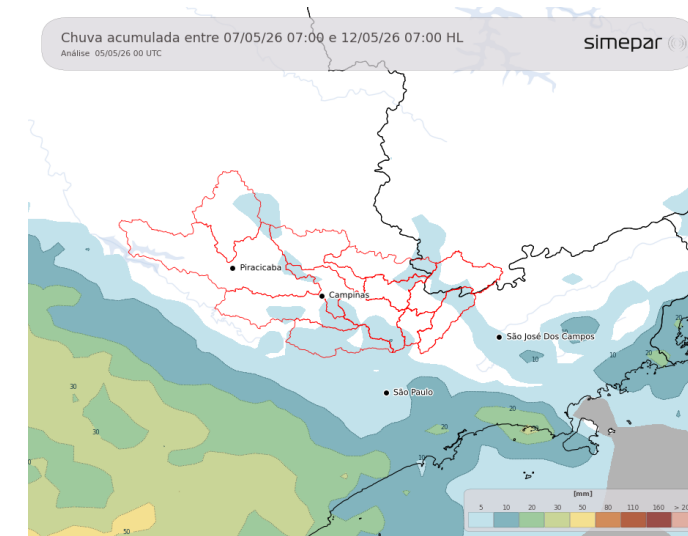 Chuva acumulada entre 07/05/26 07:00 e 12/05/26 07:00 HL
Análise 05/05/26 00 UTC
simepar
Piracicaba
Campinas
São José Dos Campos
São Paulo
20
10
20
10
10
30
30
20
20
10
50
[mm]
5 10 20 30 50 80 110 160 > 20